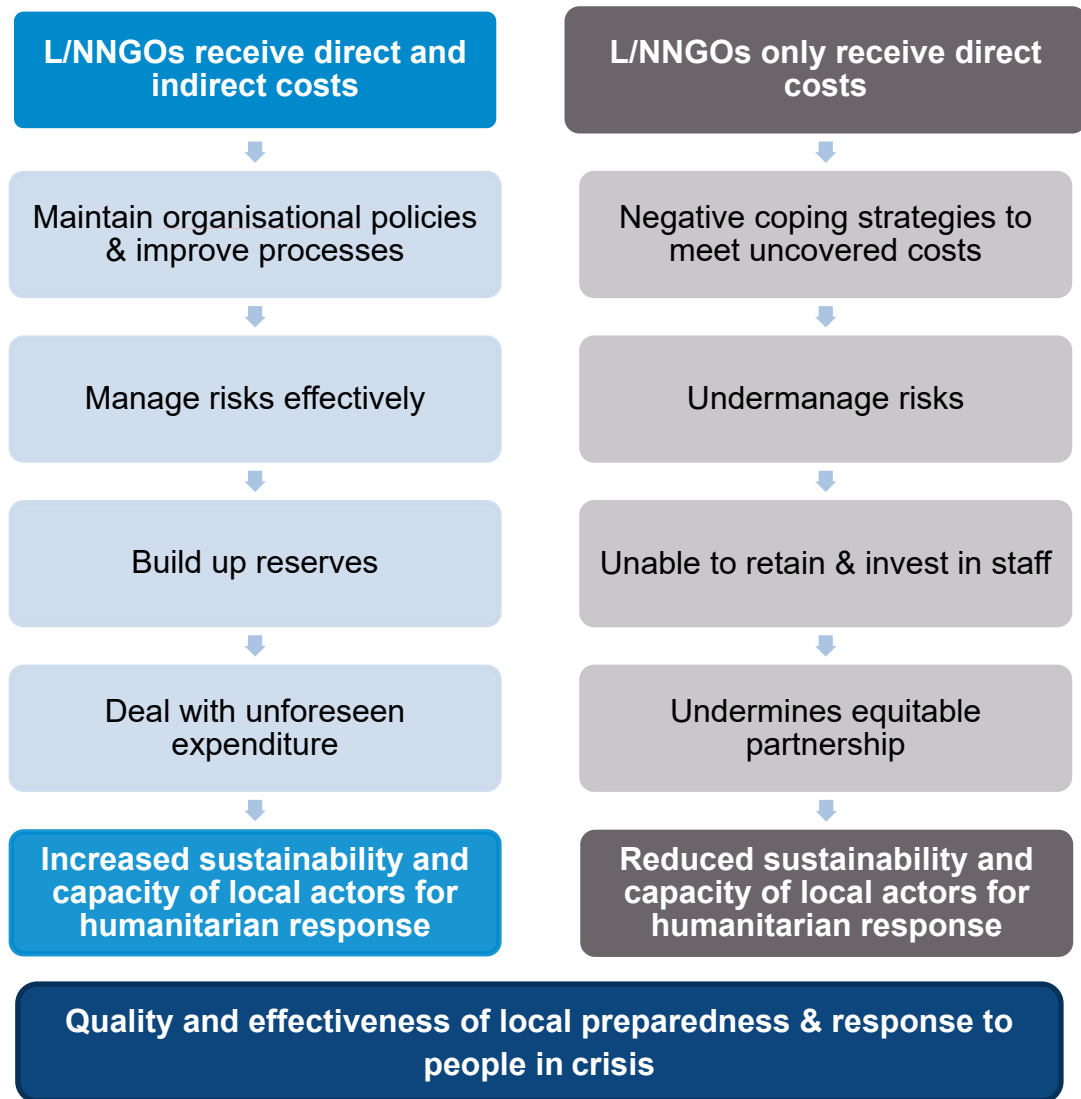 L/NNGOs receive direct and
indirect costs
Maintain organisational policies
& improve processes
Manage risks effectively
Build up reserves
Deal with unforeseen
expenditure
Increased sustainability and
capacity of local actors for
humanitarian response
L/NNGOs only receive direct
costs
Negative coping strategies to
meet uncovered costs
Undermanage risks
Unable to retain & invest in staff
Undermines equitable
partnership
Reduced sustainability and
capacity of local actors for
humanitarian response
Quality and effectiveness of local preparedness & response to
people in crisis